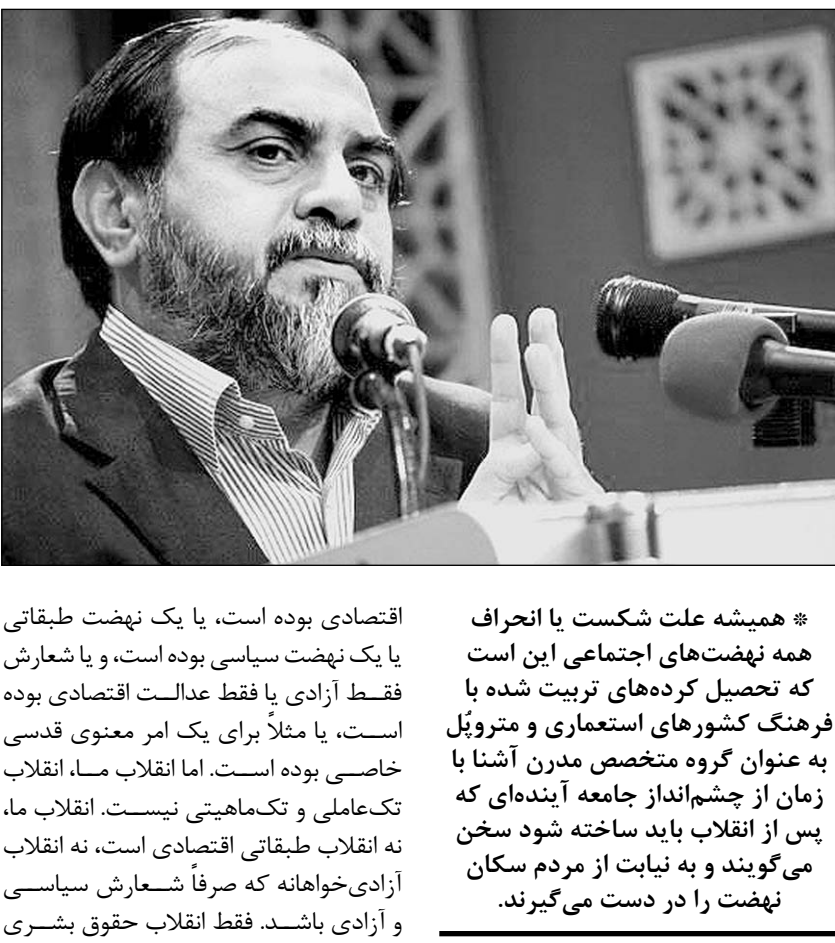 * همیشه علت شکست یا انحراف
همه نهضت‌های اجتماعی این است
که تحصیل کرده‌های تربیت شده با
فرهنگ کشورهای استعماری و متروپُل
به عنوان گروه متخصص مدرن آشنا با
زمان از چشم‌انداز جامعه آینده‌ای که
پس از انقلاب باید ساخته شود سخن
می‌گویند و به نیابت از مردم سکان
نهضت را در دست می‌گیرند.
اقتصادی بوده است، یا یک نهضت طبقاتی
یا یک نهضت سیاسی بوده است، و یا شعارش
فقط آزادی یا فقط عدالت اقتصادی بوده
است، یا مثلاً برای یک امر معنوی قدسی
خاصی بوده است. اما انقلاب ما، انقلاب
تک‌عاملی و تک‌ماهیتی نیست. انقلاب ما،
نه انقلاب طبقاتی اقتصادی است، نه انقلاب
آزادی‌خواهانه که صرفاً شعارش سیاسی
و آزادی باشد. فقط انقلاب حقوق بشری